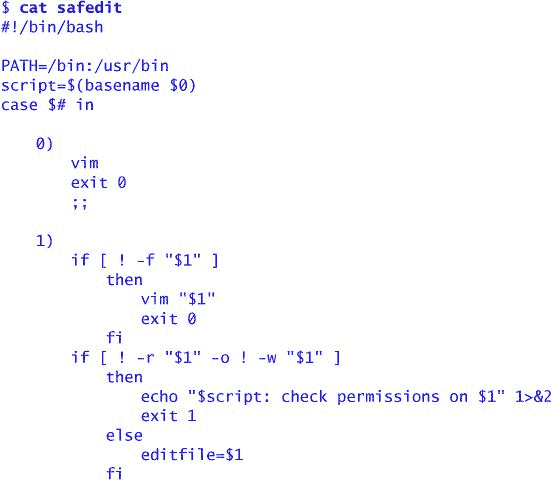 $ cat safedit
#!/bin/bash
PATH=/bin:/usr/bin
script=$(basename $0)
case $# in
0)
vim
exit 0
;;
1)
if [ ! -f "$1" ]
then
vim "$1"
exit 0
fi
if [ ! -r "$1" -o ! -w "$1" ]
then
echo "$script: check permissions on $1" 1>&2
exit 1
else
editfile=$1
fi